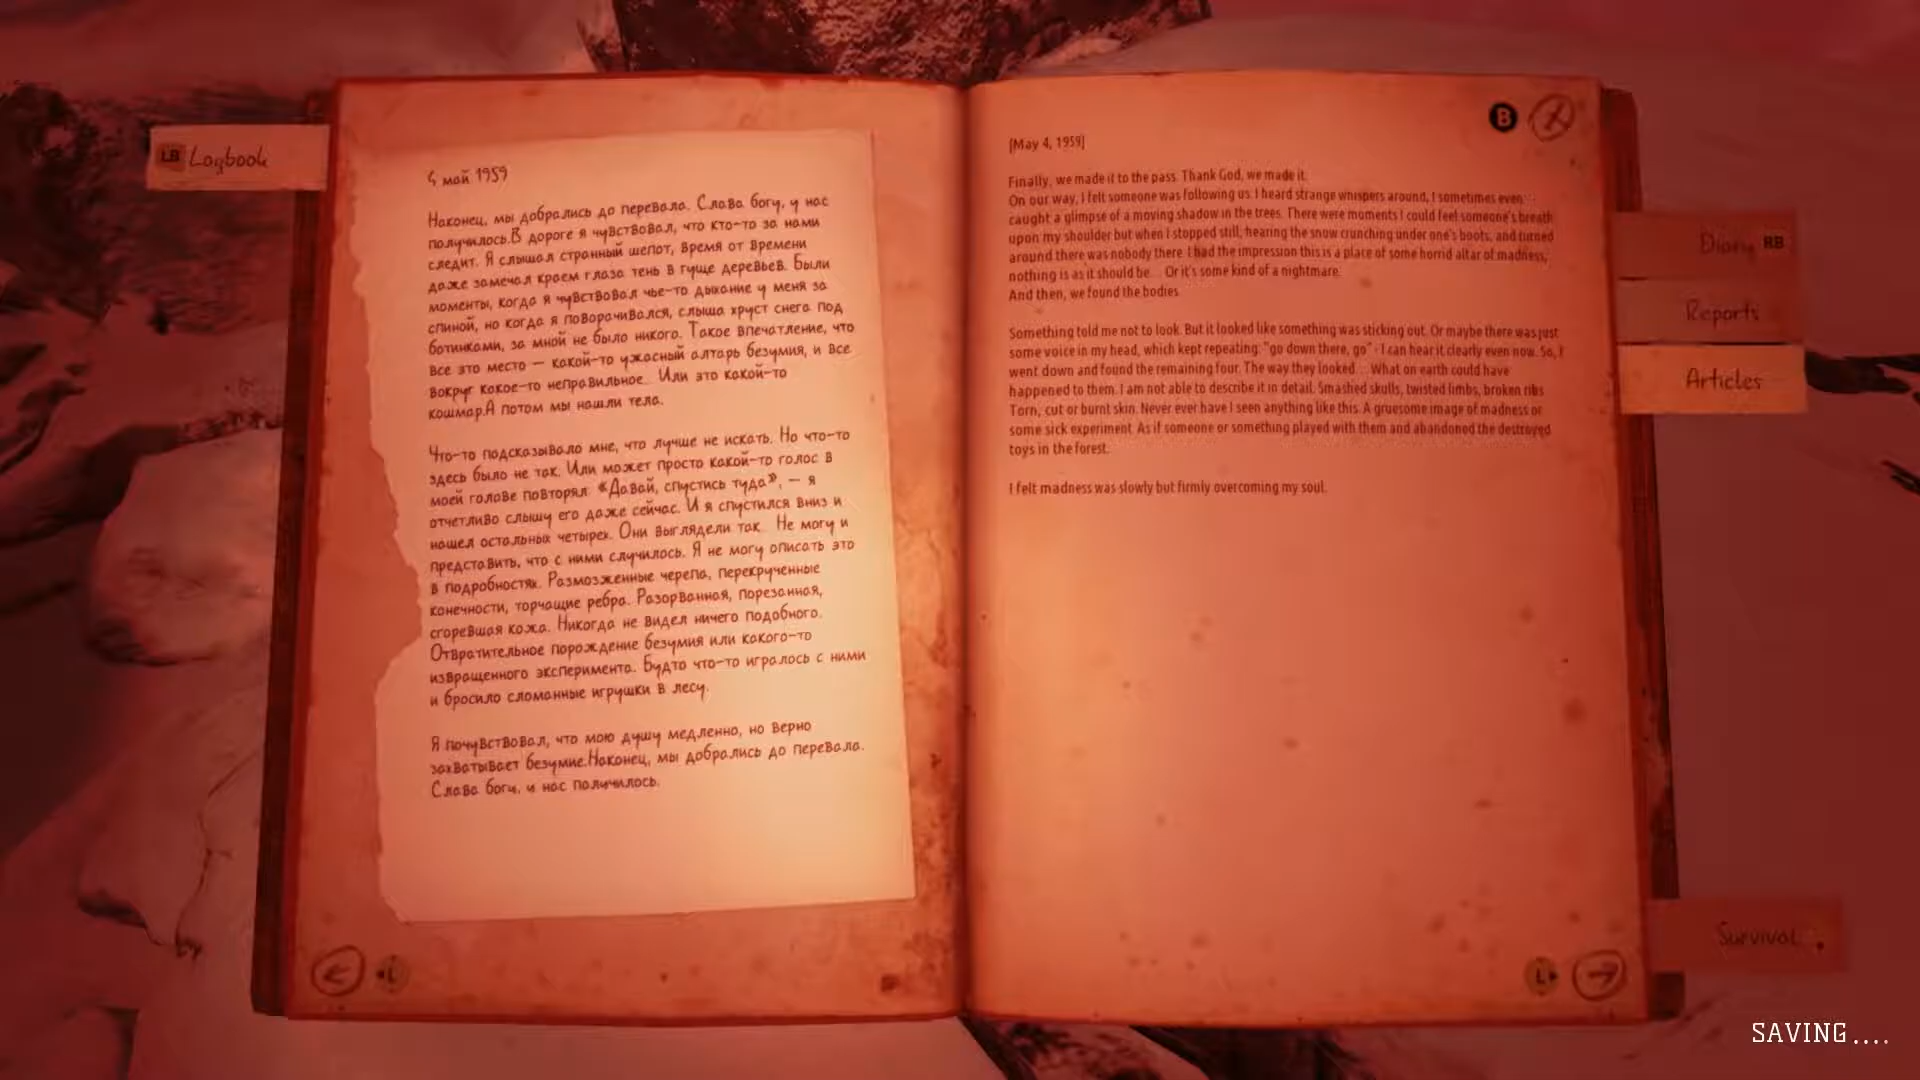 LB Logbook
4 май 1959
Наконец, мы добрались до перевала. Слава богу, у нас
получилось.В дороге я чувствовал, что кто-то за нами
следит. Я слышал странный шепот, время от времени
даже замечал краем глаза тень в гуще деревьев. Были
моменты, когда я чувствовал чье-то дыхание у меня за
спиной, но когда я поворачивался, слыша хруст снега под
ботинками, за мной не было никого. Такое впечатление, что
все это место — какой-то ужасный алтарь безумия, и все
вокруг какое-то неправильное... Или это какой-то
кошмар.А потом мы нашли тела.
Что-то подсказывало мне, что лучше не искать. Но что-то
здесь было не так. Или может просто какой-то голос в
моей голове повторял: «Давай, спустись туда», — я
отчетливо слышу его даже сейчас. И я спустился вниз и
нашел остальных четырех. Они выглядели так... Не могу и
представить, что с ними случилось. Я не могу описать это
в подробностях. Размозженные черепа, перекрученные
конечности, торчащие ребра. Разорванная, порезанная,
сгоревшая кожа. Никогда не видел ничего подобного.
Отвратительное порождение безумия или какого-то
извращенного эксперимента. Будто что-то игралось с ними
и бросило сломанные игрушки в лесу.
Я почувствовал, что мою душу медленно, но верно
захватывает безумие.Наконец, мы добрались до перевала.
Слава богу, у нас получилось.
L
B
[May 4, 1959]
Finally, we made it to the pass. Thank God, we made it.
On our way, I felt someone was following us. I heard strange whispers around, I sometimes even
caught a glimpse of a moving shadow in the trees. There were moments I could feel someone's breath
upon my shoulder but when I stopped still, hearing the snow crunching under one's boots, and turned
around there was nobody there. I had the impression this is a place of some horrid altar of madness,
nothing is as it should be... Or it's some kind of a nightmare.
And then, we found the bodies.
Something told me not to look. But it looked like something was sticking out. Or maybe there was just
some voice in my head, which kept repeating: "go down there, go" - I can hear it clearly even now. So, I
went down and found the remaining four. The way they looked... What on earth could have
happened to them. I am not able to describe it in detail. Smashed skulls, twisted limbs, broken ribs.
Torn, cut or burnt skin. Never ever have I seen anything like this. A gruesome image of madness or
some sick experiment. As if someone or something played with them and abandoned the destroyed
toys in the forest.
I felt madness was slowly but firmly overcoming my soul.
L
Diary RB
Reports
Articles
Survival
SAVING....